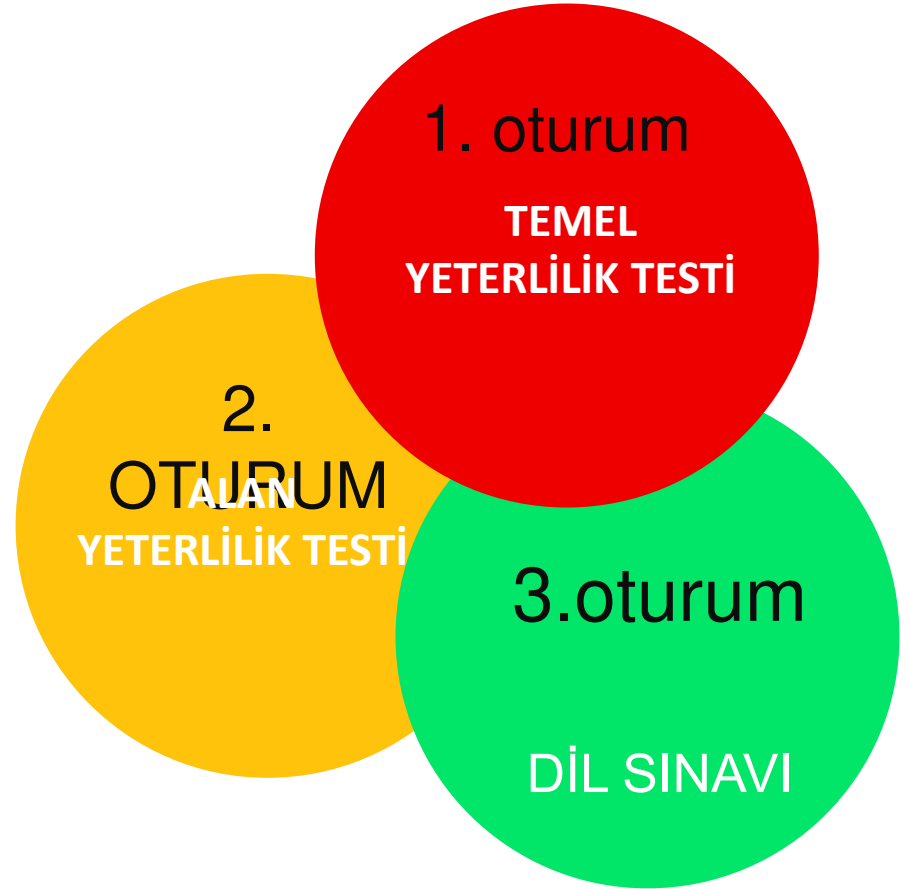 1. oturum
TEMEL
YETERLİLİK TESTİ
2.
OTURUM
ALAN
YETERLİLİK TESTİ
3.oturum
DİL SINAVI